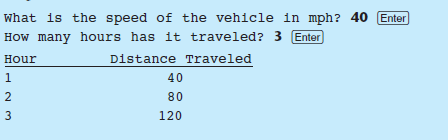 What is the speed of the vehicle in mph? 40 Enter
How many hours has it traveled? 3 Enter
Hour Distance Traveled
1 40
2 80
3 120